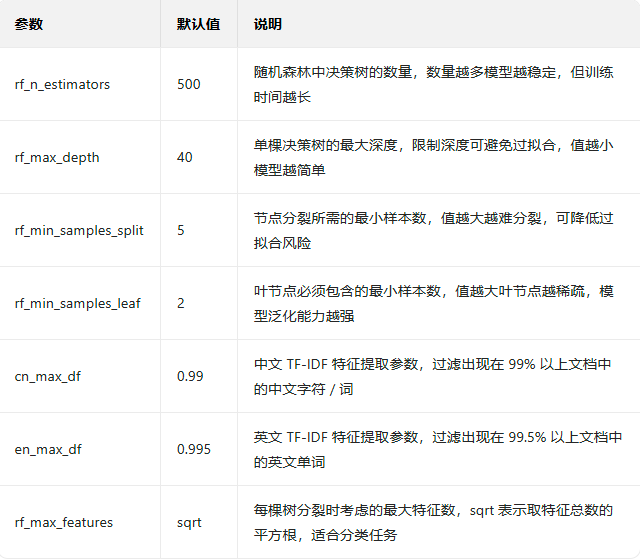 参数 默认值 说明
rf_n_estimators 500 随机森林中决策树的数量，数量越多模型越稳定，但训练
时间越长
rf_max_depth 40 单棵决策树的最大深度，限制深度可避免过拟合，值越小
模型越简单
rf_min_samples_split 5 节点分裂所需的最小样本数，值越大越难分裂，可降低过
拟合风险
rf_min_samples_leaf 2 叶节点必须包含的最小样本数，值越大叶节点越稀疏，模
型泛化能力越强
cn_max_df 0.99 中文 TF-IDF 特征提取参数，过滤出现在 99% 以上文档中
的中文字符 / 词
en_max_df 0.995 英文 TF-IDF 特征提取参数，过滤出现在 99.5% 以上文档中
的英文单词
rf_max_features sqrt 每棵树分裂时考虑的最大特征数，sqrt 表示取特征总数的
平方根，适合分类任务